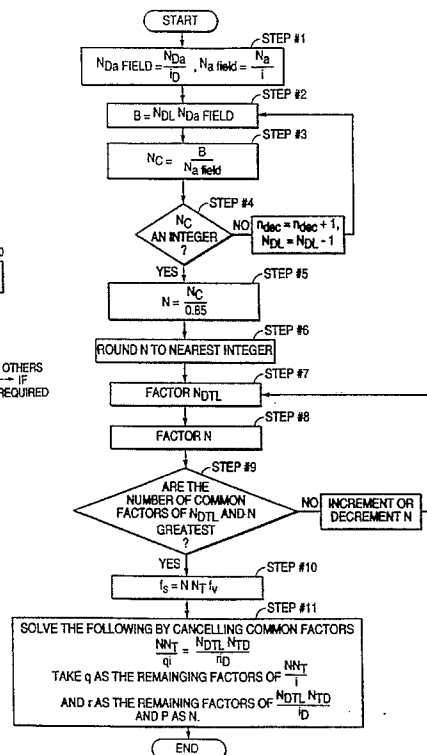 START
STEP #1
N_Da FIELD = N_Da / i_D , N_a field = N_a / i
STEP #2
B = N_DL N_Da FIELD
STEP #3
N_C = B / N_a field
STEP #4
N_C
AN INTEGER
?
NO
n_dec = n_dec + 1,
N_DL = N_DL - 1
YES
STEP #5
N = N_C / 0.85
STEP #6
ROUND N TO NEAREST INTEGER
OTHERS
IF
REQUIRED
STEP #7
FACTOR N_DTL
STEP #8
FACTOR N
STEP #9
ARE THE
NUMBER OF COMMON
FACTORS OF N_DTL AND N
GREATEST
?
NO
INCREMENT OR
DECREMENT N
YES
STEP #10
f_S = N N_T f_V
STEP #11
SOLVE THE FOLLOWING BY CANCELLING COMMON FACTORS
NN_T / qi = N_DTL N_TD / ri_D
TAKE q AS THE REMAINGING FACTORS OF NN_T / i
AND r AS THE REMAINING FACTORS OF N_DTL N_TD / i_D
AND P AS N.
END